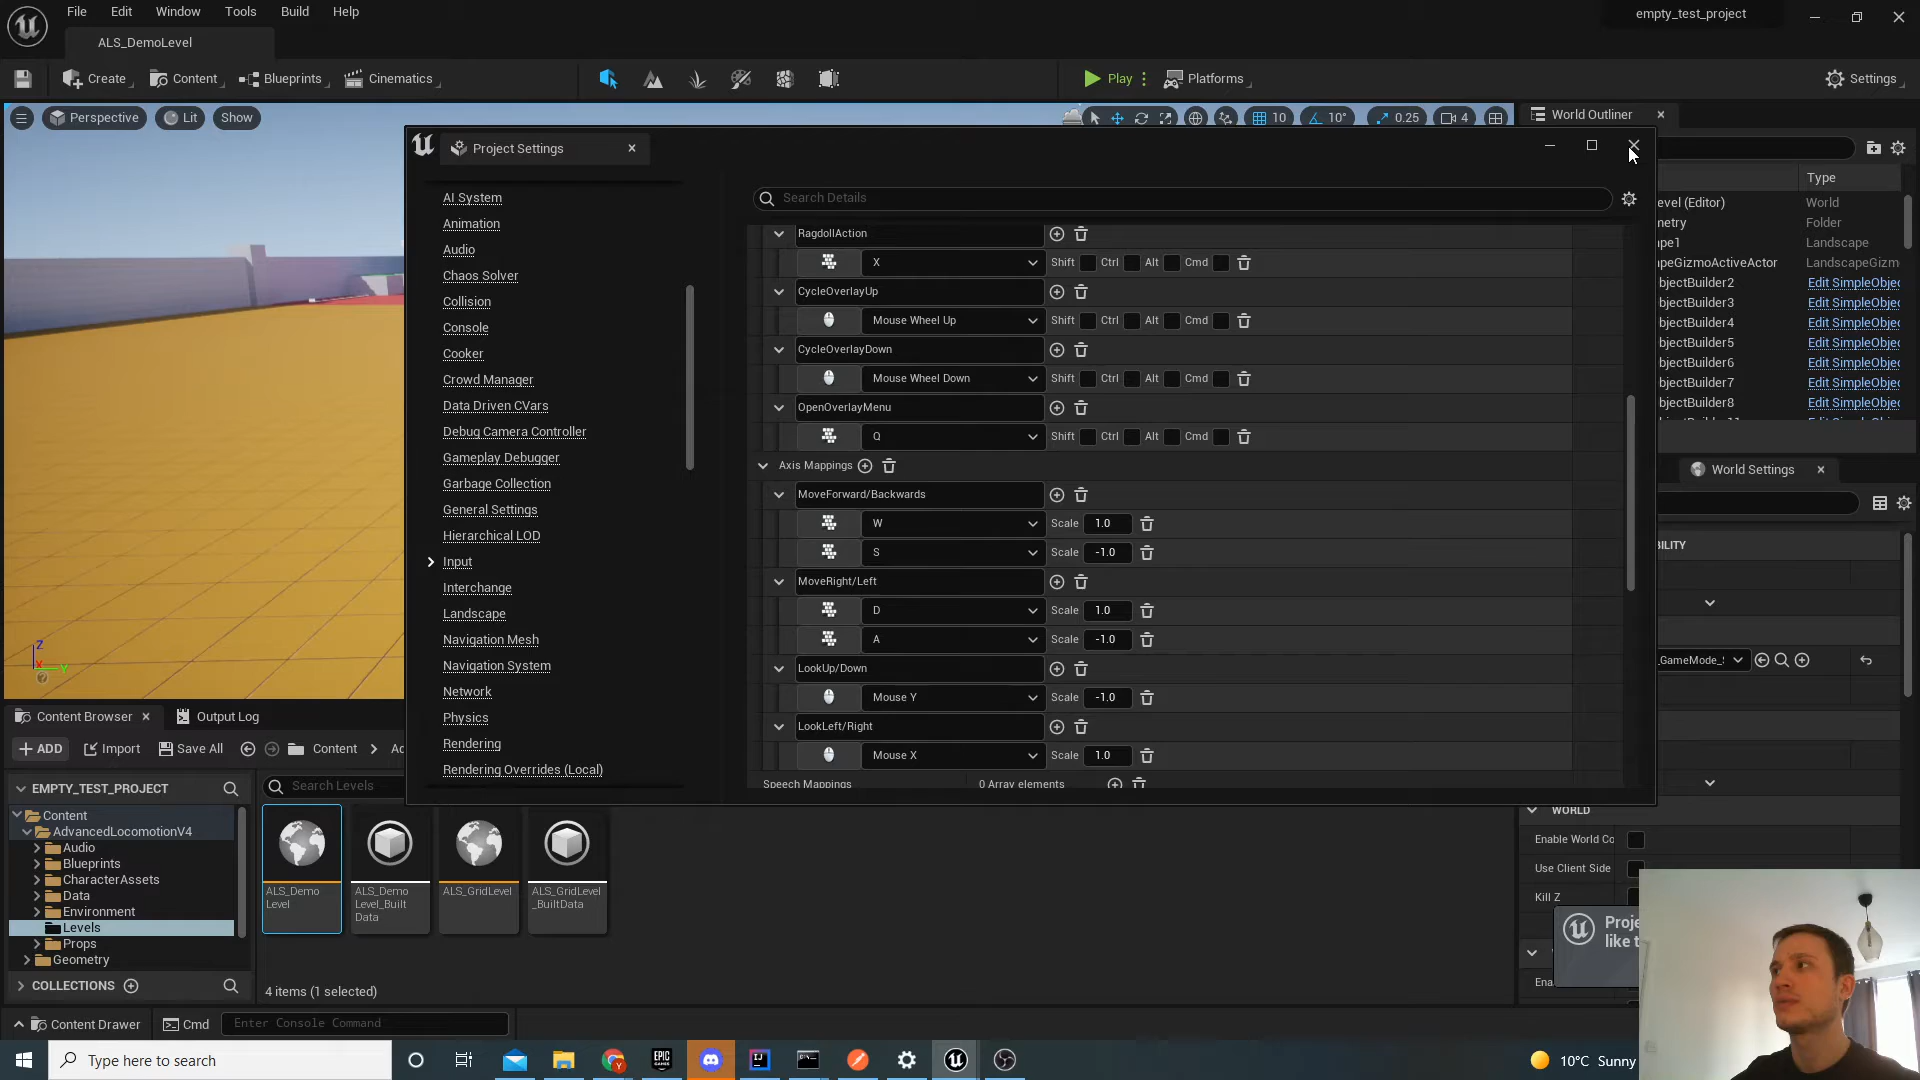 File Edit Window Tools Build Help
empty_test_project
ALS_DemoLevel
Create
Content
Blueprints
Cinematics
Play
Platforms
Settings
Perspective
Lit
Show
10
10°
0.25
4
World Outliner
Project Settings
Search Details
AI System
Animation
Audio
Chaos Solver
Collision
Console
Cooker
Crowd Manager
Data Driven CVars
Debug Camera Controller
Gameplay Debugger
Garbage Collection
General Settings
Hierarchical LOD
Input
Interchange
Landscape
Navigation Mesh
Navigation System
Network
Physics
Rendering
Rendering Overrides (Local)
RagdollAction
X Shift Ctrl Alt Cmd
CycleOverlayUp
Mouse Wheel Up Shift Ctrl Alt Cmd
CycleOverlayDown
Mouse Wheel Down Shift Ctrl Alt Cmd
OpenOverlayMenu
Q Shift Ctrl Alt Cmd
Axis Mappings
MoveForward/Backwards
W Scale 1.0
S Scale -1.0
MoveRight/Left
D Scale 1.0
A Scale -1.0
LookUp/Down
Mouse Y Scale -1.0
LookLeft/Right
Mouse X Scale 1.0
Speech Mappings 0 Array elements
Type
evel (Editor) World
metry Folder
ape1 Landscape
apeGizmoActiveActor LandscapeGizm
bjectBuilder2 Edit SimpleObjec
bjectBuilder3 Edit SimpleObjec
bjectBuilder4 Edit SimpleObjec
bjectBuilder5 Edit SimpleObjec
bjectBuilder6 Edit SimpleObjec
bjectBuilder7 Edit SimpleObjec
bjectBuilder8 Edit SimpleObjec
World Settings
BILITY
_GameMode_
WORLD
Enable World Co
Use Client Side
Kill Z
Ena
Proje
like t
Z
X
Y
Content Browser
Output Log
ADD
Import
Save All
Content
Ad
EMPTY_TEST_PROJECT
Search Levels
Content
AdvancedLocomotionV4
Audio
Blueprints
CharacterAssets
Data
Environment
Levels
Props
Geometry
COLLECTIONS
ALS_Demo
Level
ALS_Demo
Level_Built
Data
ALS_GridLevel
ALS_GridLevel
_BuiltData
4 items (1 selected)
Content Drawer
Cmd
Enter Console Command
Type here to search
EPIC
GAMES
IJ
10°C Sunny